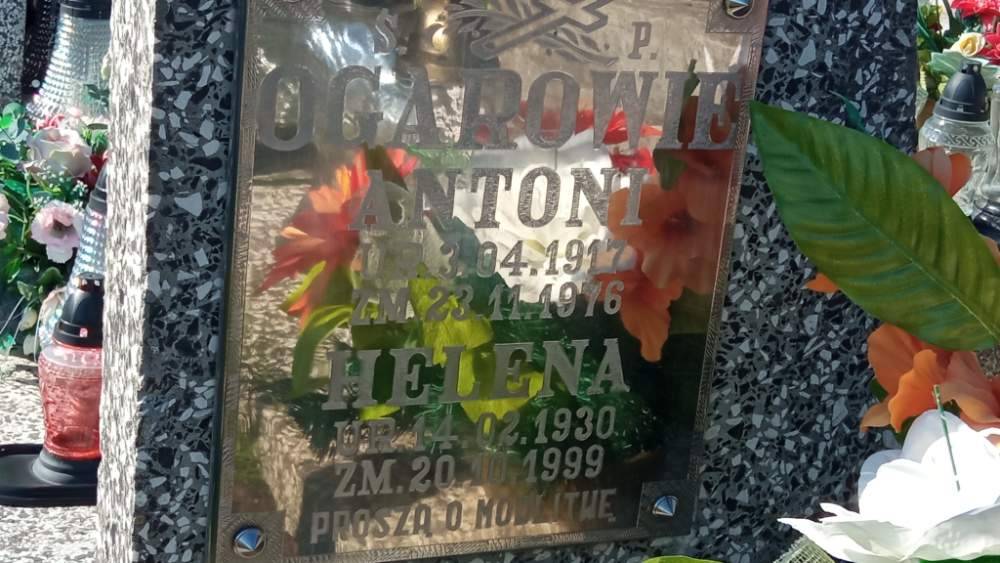 Ś. P.
OGAROWIE
ANTONI
UR. 3.04.1917
ZM. 23.11.1976
HELENA
UR. 14.02.1930
ZM. 20.10.1999
PROSZĄ O MODLITWĘ